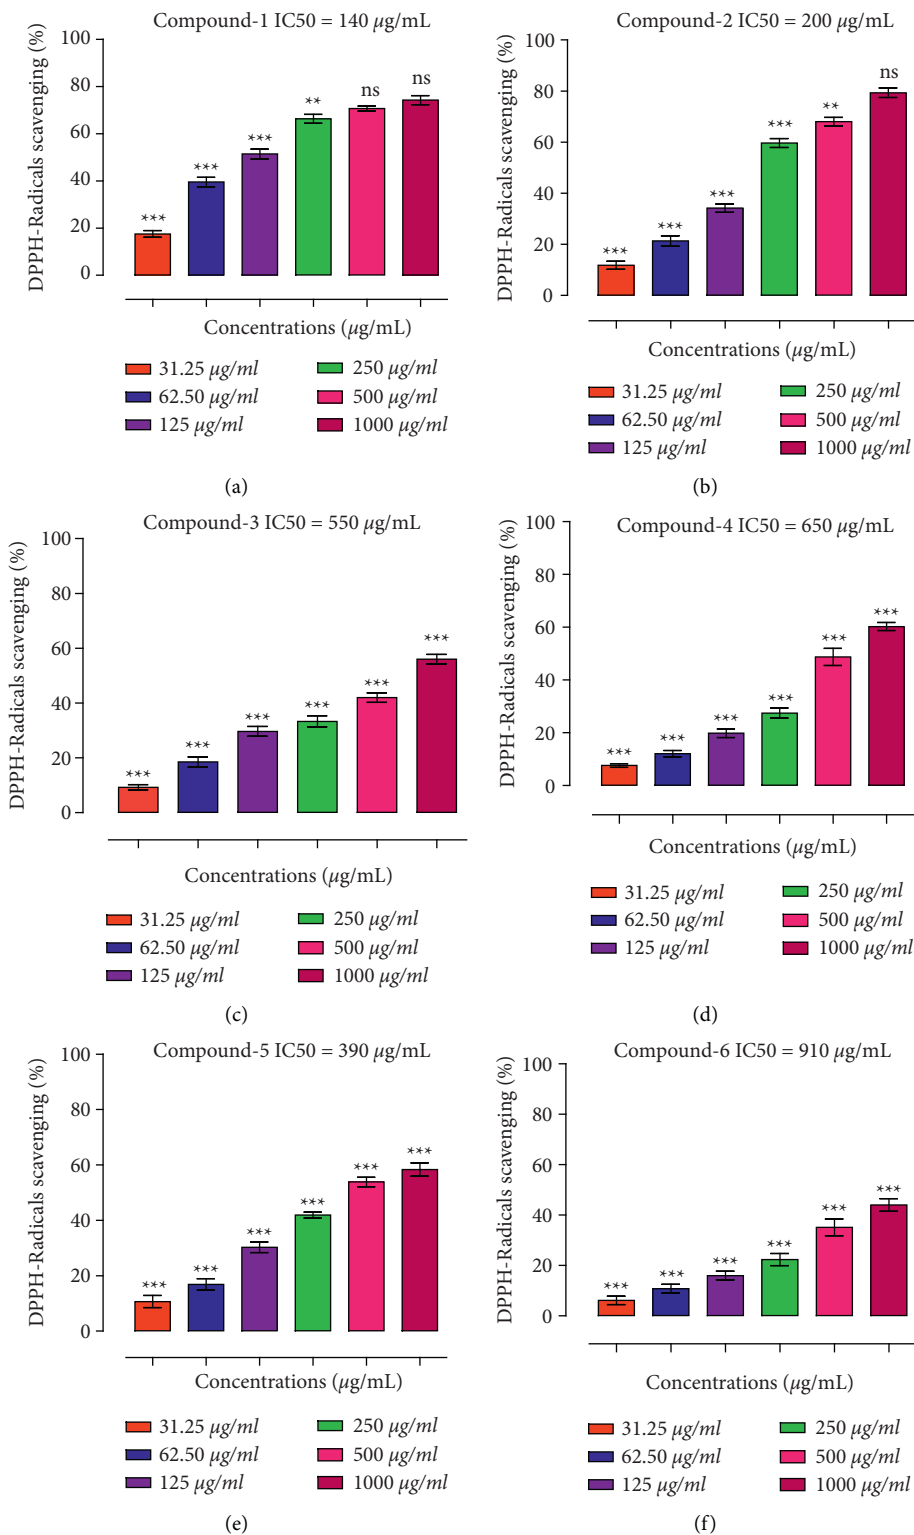 Compound-1 IC50 = 140 µg/mL
DPPH-Radicals scavenging (%)
100
80
60
40
20
0
***
***
***
**
ns
ns
Concentrations (µg/mL)
31.25 µg/ml
62.50 µg/ml
125 µg/ml
250 µg/ml
500 µg/ml
1000 µg/ml
(a)
Compound-2 IC50 = 200 µg/mL
DPPH-Radicals scavenging (%)
100
80
60
40
20
0
***
***
***
***
**
ns
Concentrations (µg/mL)
31.25 µg/ml
62.50 µg/ml
125 µg/ml
250 µg/ml
500 µg/ml
1000 µg/ml
(b)
Compound-3 IC50 = 550 µg/mL
DPPH-Radicals scavenging (%)
100
80
60
40
20
0
***
***
***
***
***
***
Concentrations (µg/mL)
31.25 µg/ml
62.50 µg/ml
125 µg/ml
250 µg/ml
500 µg/ml
1000 µg/ml
(c)
Compound-4 IC50 = 650 µg/mL
DPPH-Radicals scavenging (%)
100
80
60
40
20
0
***
***
***
***
***
***
Concentrations (µg/mL)
31.25 µg/ml
62.50 µg/ml
125 µg/ml
250 µg/ml
500 µg/ml
1000 µg/ml
(d)
Compound-5 IC50 = 390 µg/mL
DPPH-Radicals scavenging (%)
100
80
60
40
20
0
***
***
***
***
***
***
Concentrations (µg/mL)
31.25 µg/ml
62.50 µg/ml
125 µg/ml
250 µg/ml
500 µg/ml
1000 µg/ml
(e)
Compound-6 IC50 = 910 µg/mL
DPPH-Radicals scavenging (%)
100
80
60
40
20
0
***
***
***
***
***
***
Concentrations (µg/mL)
31.25 µg/ml
62.50 µg/ml
125 µg/ml
250 µg/ml
500 µg/ml
1000 µg/ml
(f)